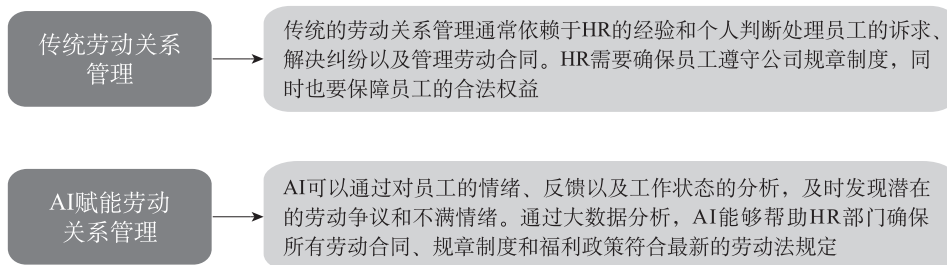 传统劳动关系
管理
传统的劳动关系管理通常依赖于HR的经验和个人判断处理员工的诉求、
解决纠纷以及管理劳动合同。HR需要确保员工遵守公司规章制度，同
时也要保障员工的合法权益
AI赋能劳动
关系管理
AI可以通过对员工的情绪、反馈以及工作状态的分析，及时发现潜在
的劳动争议和不满情绪。通过大数据分析，AI能够帮助HR部门确保
所有劳动合同、规章制度和福利政策符合最新的劳动法规定